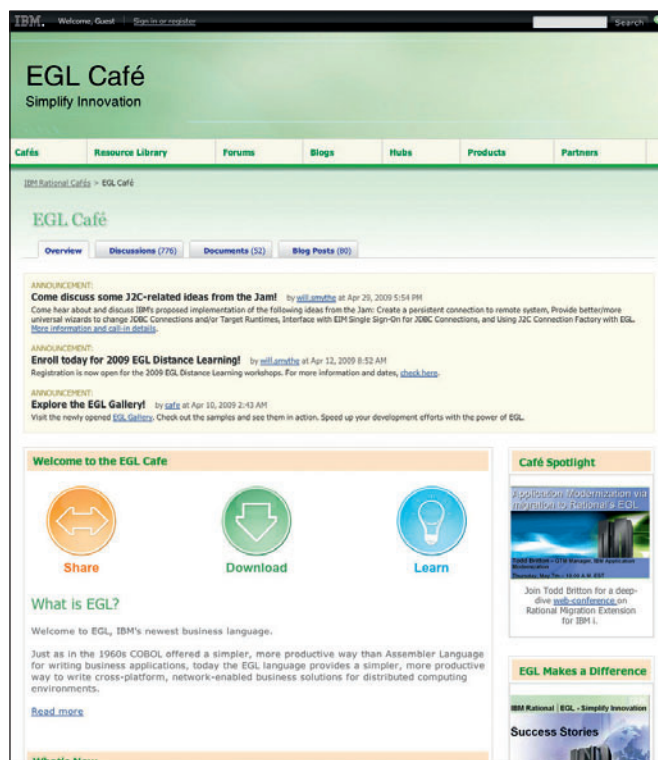 IBM. Welcome, Guest Sign in or register Search
EGL Café
Simplify Innovation
Cafés Resource Library Forums Blogs Hubs Products Partners
IBM Rational Cafés > EGL Café
EGL Café
Overview Discussions (776) Documents (52) Blog Posts (80)
ANNOUNCEMENT:
Come discuss some J2C-related ideas from the Jam! by will.smythe at Apr 29, 2009 5:54 PM
Come hear about and discuss IBM's proposed implementation of the following ideas from the Jam: Create a persistent connection to remote system, Provide better/more
universal wizards to change JDBC Connections and/or Target Runtimes, Interface with EIM Single Sign-On for JDBC Connections, and Using J2C Connection Factory with EGL.
More information and call-in details.
ANNOUNCEMENT:
Enroll today for 2009 EGL Distance Learning! by will.smythe at Apr 12, 2009 8:52 AM
Registration is now open for the 2009 EGL Distance Learning workshops. For more information and dates, check here.
ANNOUNCEMENT:
Explore the EGL Gallery! by cafe at Apr 10, 2009 2:43 AM
Visit the newly opened EGL Gallery. Check out the samples and see them in action. Speed up your development efforts with the power of EGL.
Welcome to the EGL Cafe
Share Download Learn
What is EGL?
Welcome to EGL, IBM's newest business language.
Just as in the 1960s COBOL offered a simpler, more productive way than Assembler Language
for writing business applications, today the EGL language provides a simpler, more productive
way to write cross-platform, network-enabled business solutions for distributed computing
environments.
Read more
What's New
Café Spotlight
Application Modernization via
migration to Rational's EGL
Todd Britton - GTM Manager, IBM Application
Modernization
Join Todd Britton for a deep-
dive web-conference on
Rational Migration Extension
for IBM i.
EGL Makes a Difference
IBM Rational | EGL - Simplify Innovation
Success Stories